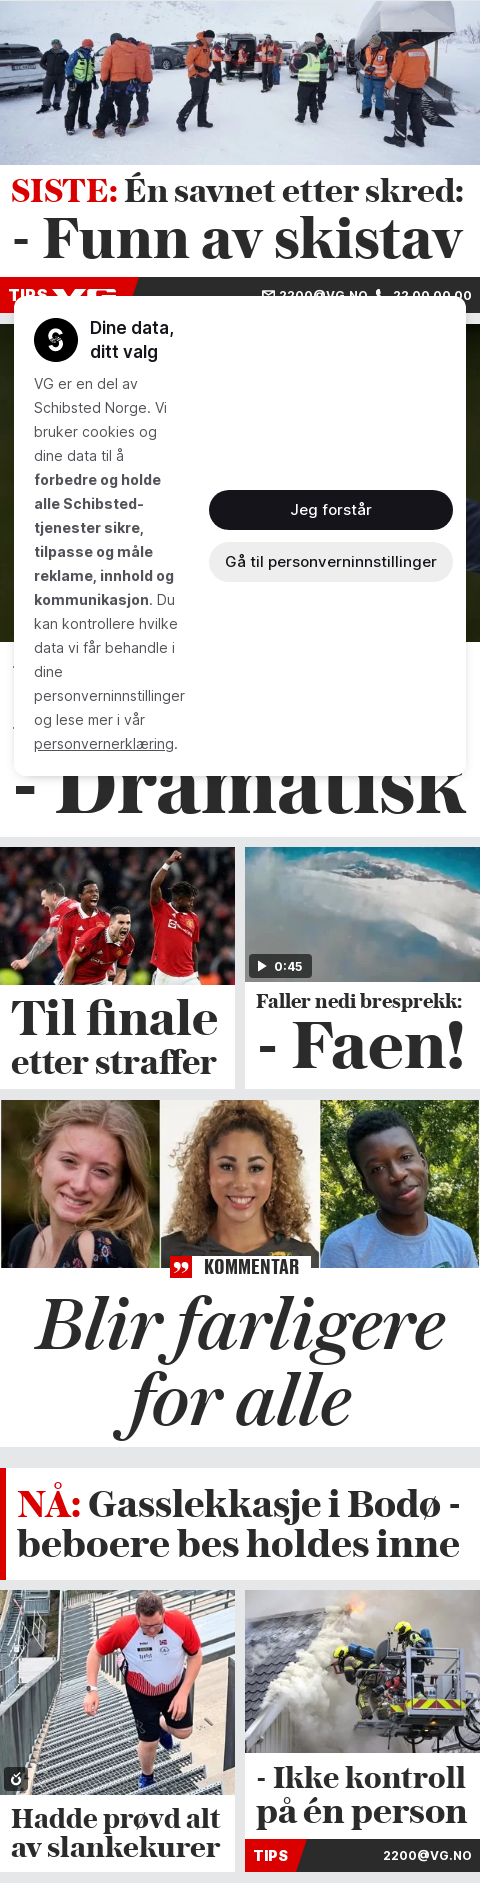 SISTE: Én savnet etter skred:
- Funn av skistav
TIPS VG 2200@VG.NO 22 00 00 00
Dine data,
ditt valg
VG er en del av
Schibsted Norge. Vi
bruker cookies og
dine data til å
forbedre og holde
alle Schibsted-
tjenester sikre,
tilpasse og måle
reklame, innhold og
kommunikasjon. Du
kan kontrollere hvilke
data vi får behandle i
dine
personverninnstillinger
og lese mer i vår
personvernerklæring.
Jeg forstår
Gå til personverninnstillinger
- Dramatisk
Til finale
etter straffer
0:45
Faller nedi bresprekk:
- Faen!
KOMMENTAR
Blir farligere
for alle
NÅ: Gasslekkasje i Bodø -
beboere bes holdes inne
Hadde prøvd alt
av slankekurer
- Ikke kontroll
på én person
TIPS 2200@VG.NO